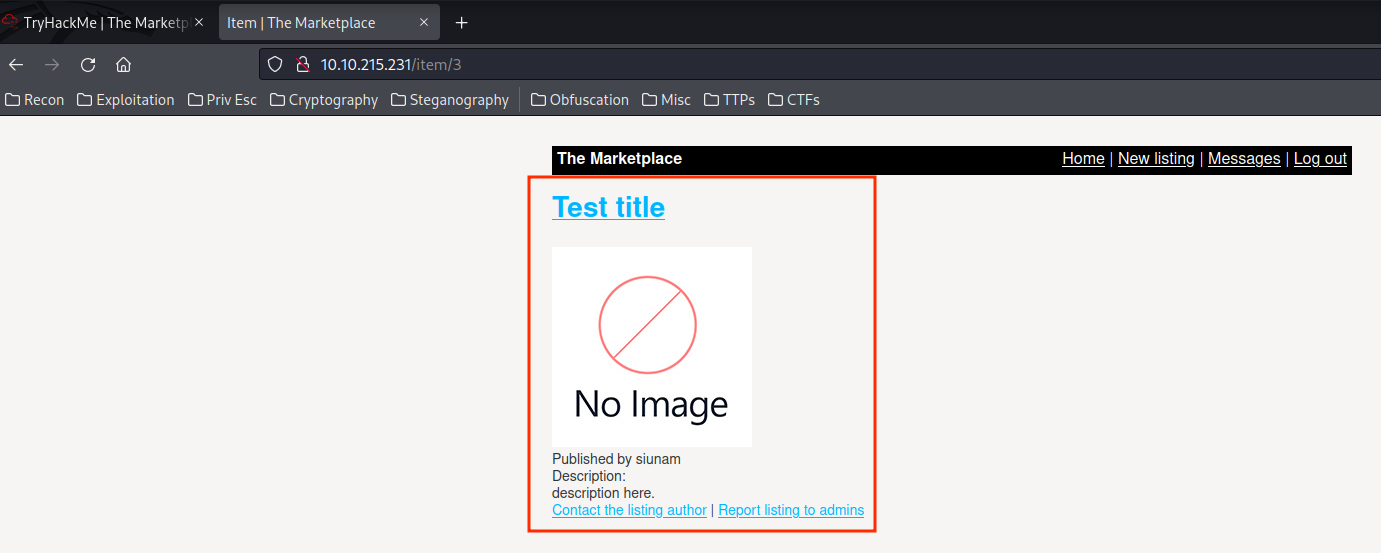 TryHackMe | The Marketp
Item | The Marketplace
10.10.215.231/item/3
Recon Exploitation Priv Esc Cryptography Steganography Obfuscation Misc TTPs CTFs
The Marketplace Home | New listing | Messages | Log out
Test title
No Image
Published by siunam
Description:
description here.
Contact the listing author | Report listing to admins